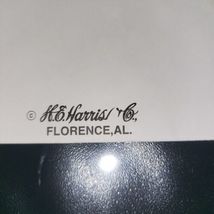 © H.E. Harris & Co.,
FLORENCE, AL.